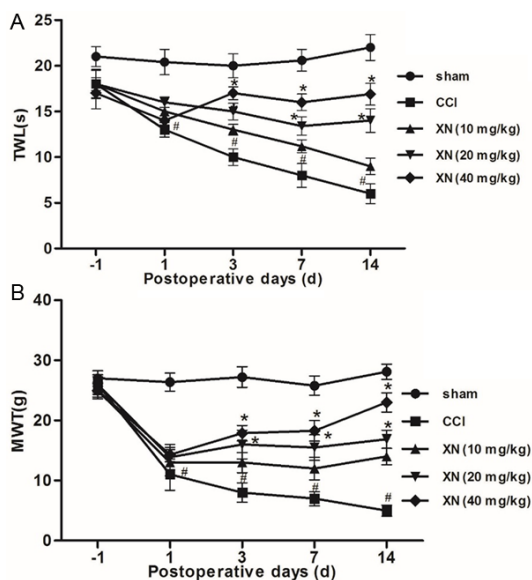 A
TWL(s)
25
20
15
10
5
0
-1 1 3 7 14
Postoperative days (d)
* * *
* *
# # # #
sham
CCI
XN (10 mg/kg)
XN (20 mg/kg)
XN (40 mg/kg)
B
MWT(g)
40
30
20
10
0
-1 1 3 7 14
Postoperative days (d)
* * *
* * *
# # # #
sham
CCI
XN (10 mg/kg)
XN (20 mg/kg)
XN (40 mg/kg)